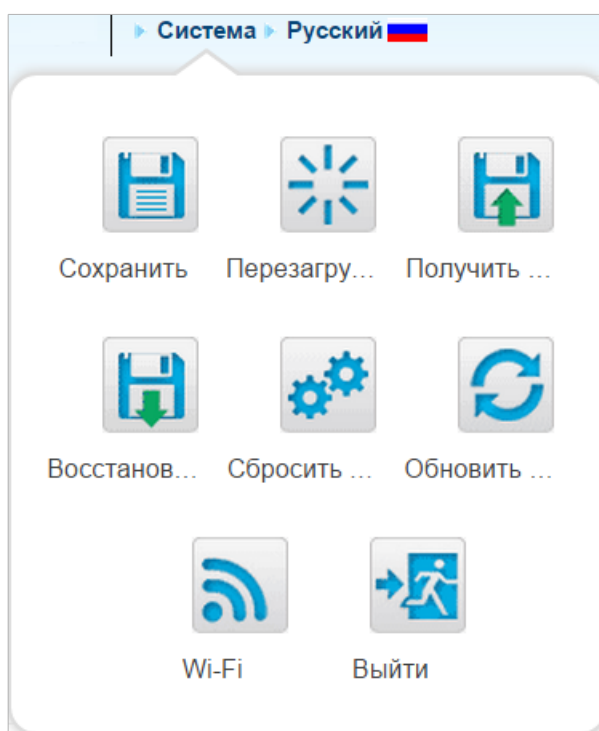 Система Русский
Сохранить Перезагру... Получить ...
Восстанов... Сбросить ... Обновить ...
Wi-Fi Выйти